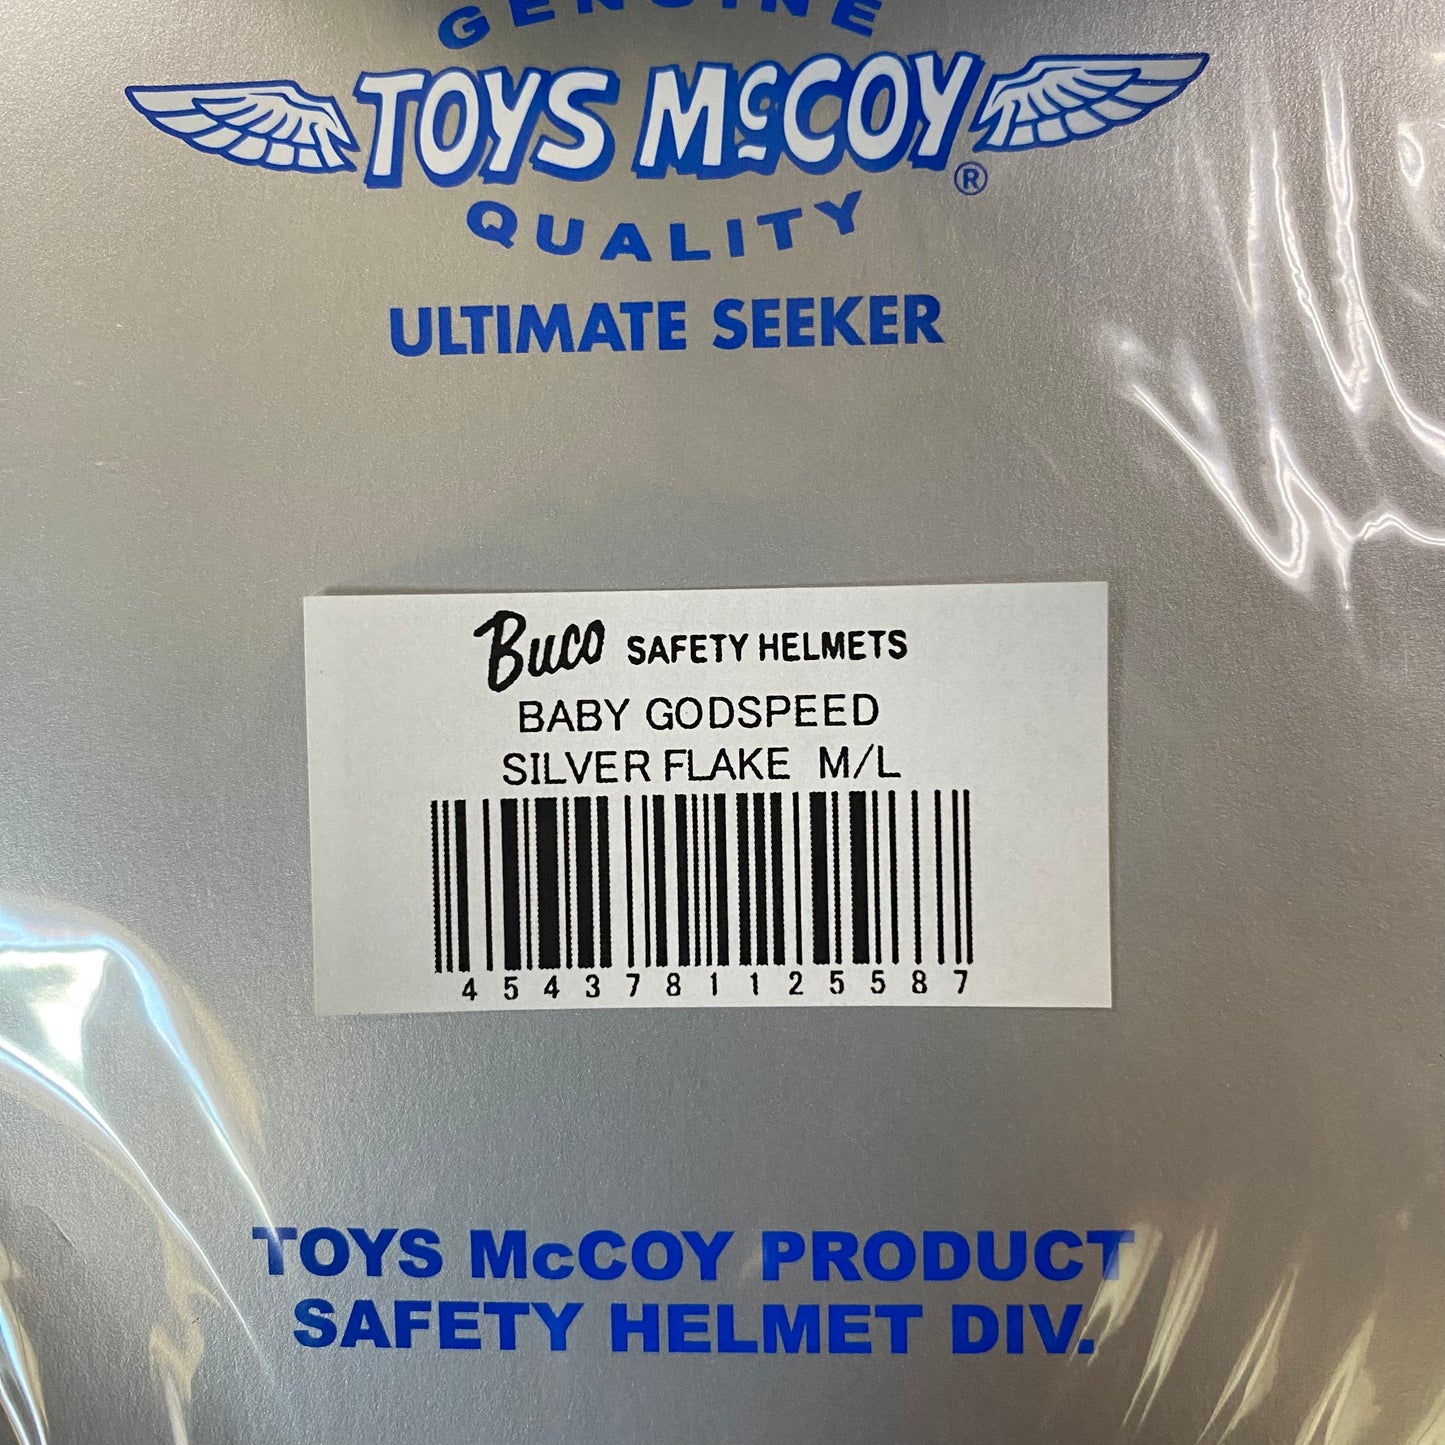 GENUINE
TOYS McCOY®
QUALITY
ULTIMATE SEEKER
Buco SAFETY HELMETS
BABY GODSPEED
SILVER FLAKE M/L
4543781125587
TOYS McCOY PRODUCT
SAFETY HELMET DIV.